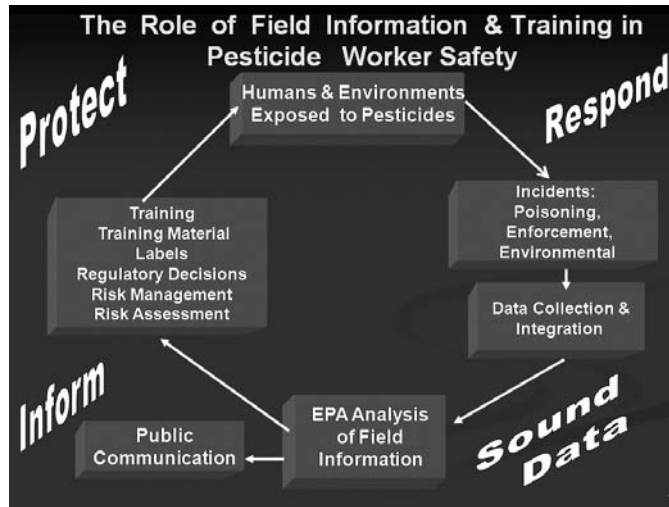 The Role of Field Information & Training in
Pesticide Worker Safety
Protect
Respond
Humans & Environments
Exposed to Pesticides
Incidents:
Poisoning,
Enforcement,
Environmental
Data Collection &
Integration
Sound
Data
EPA Analysis
of Field
Information
Public
Communication
Inform
Training
Training Material
Labels
Regulatory Decisions
Risk Management
Risk Assessment